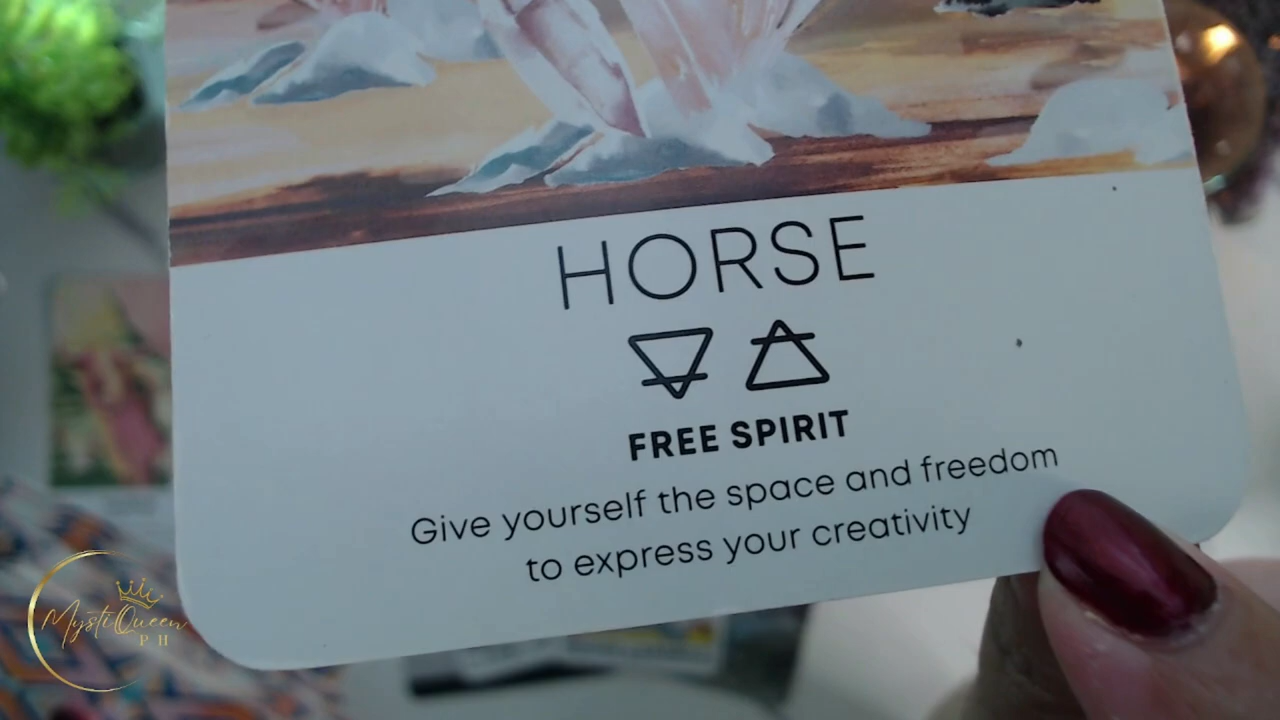 HORSE
FREE SPIRIT
Give yourself the space and freedom
to express your creativity
MystiQueen
PH